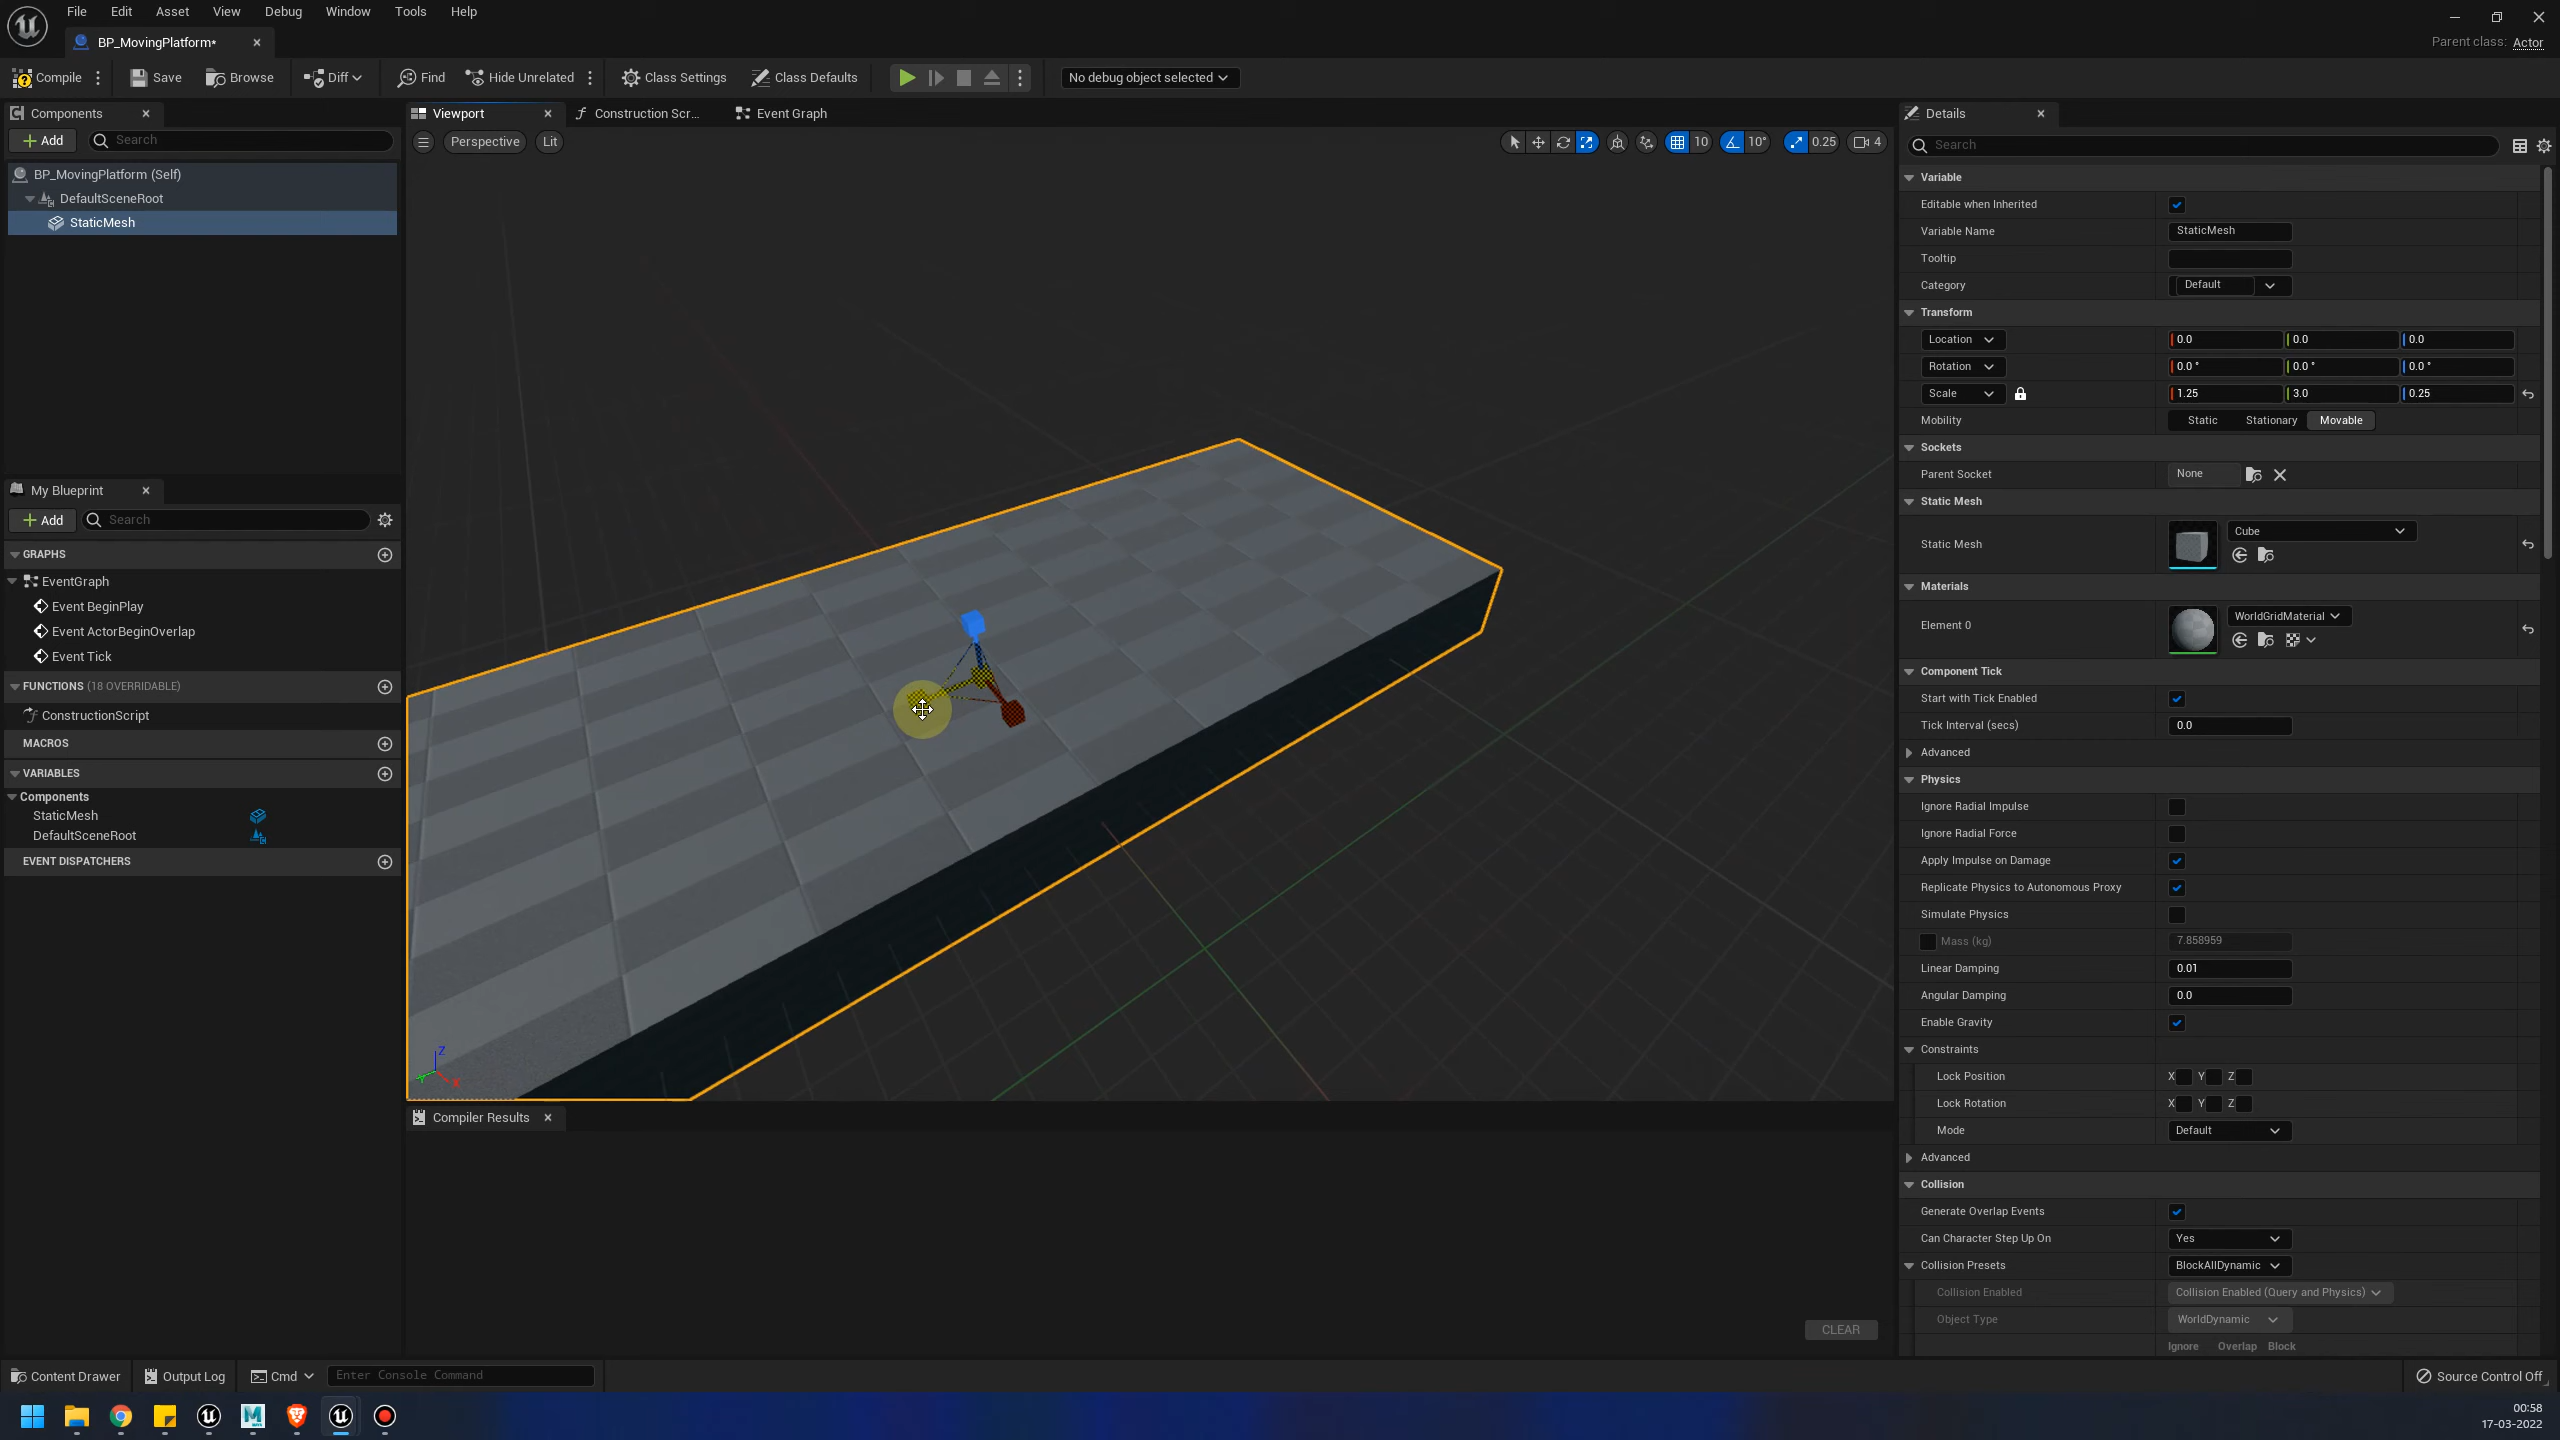 File Edit Asset View Debug Window Tools Help
BP_MovingPlatform*
Parent class: Actor
Compile Save Browse Diff Find Hide Unrelated Class Settings Class Defaults No debug object selected
Components
Add Search
BP_MovingPlatform (Self)
DefaultSceneRoot
StaticMesh
My Blueprint
Add Search
GRAPHS
EventGraph
Event BeginPlay
Event ActorBeginOverlap
Event Tick
FUNCTIONS (18 OVERRIDABLE)
ConstructionScript
MACROS
VARIABLES
Components
StaticMesh
DefaultSceneRoot
EVENT DISPATCHERS
Viewport Construction Scr... Event Graph
Perspective Lit 10 10° 0.25 4
Z
Y
X
Compiler Results
CLEAR
Details
Search
Variable
Editable when Inherited
Variable Name StaticMesh
Tooltip
Category Default
Transform
Location 0.0 0.0 0.0
Rotation 0.0 ° 0.0 ° 0.0 °
Scale 1.25 3.0 0.25
Mobility Static Stationary Movable
Sockets
Parent Socket None
Static Mesh
Static Mesh Cube
Materials
Element 0 WorldGridMaterial
Component Tick
Start with Tick Enabled
Tick Interval (secs) 0.0
Advanced
Physics
Ignore Radial Impulse
Ignore Radial Force
Apply Impulse on Damage
Replicate Physics to Autonomous Proxy
Simulate Physics
Mass (kg) 7.858959
Linear Damping 0.01
Angular Damping 0.0
Enable Gravity
Constraints
Lock Position X Y Z
Lock Rotation X Y Z
Mode Default
Advanced
Collision
Generate Overlap Events
Can Character Step Up On Yes
Collision Presets BlockAllDynamic
Collision Enabled Collision Enabled (Query and Physics)
Object Type WorldDynamic
Ignore Overlap Block
Content Drawer Output Log Cmd Enter Console Command Source Control Off
00:58
17-03-2022